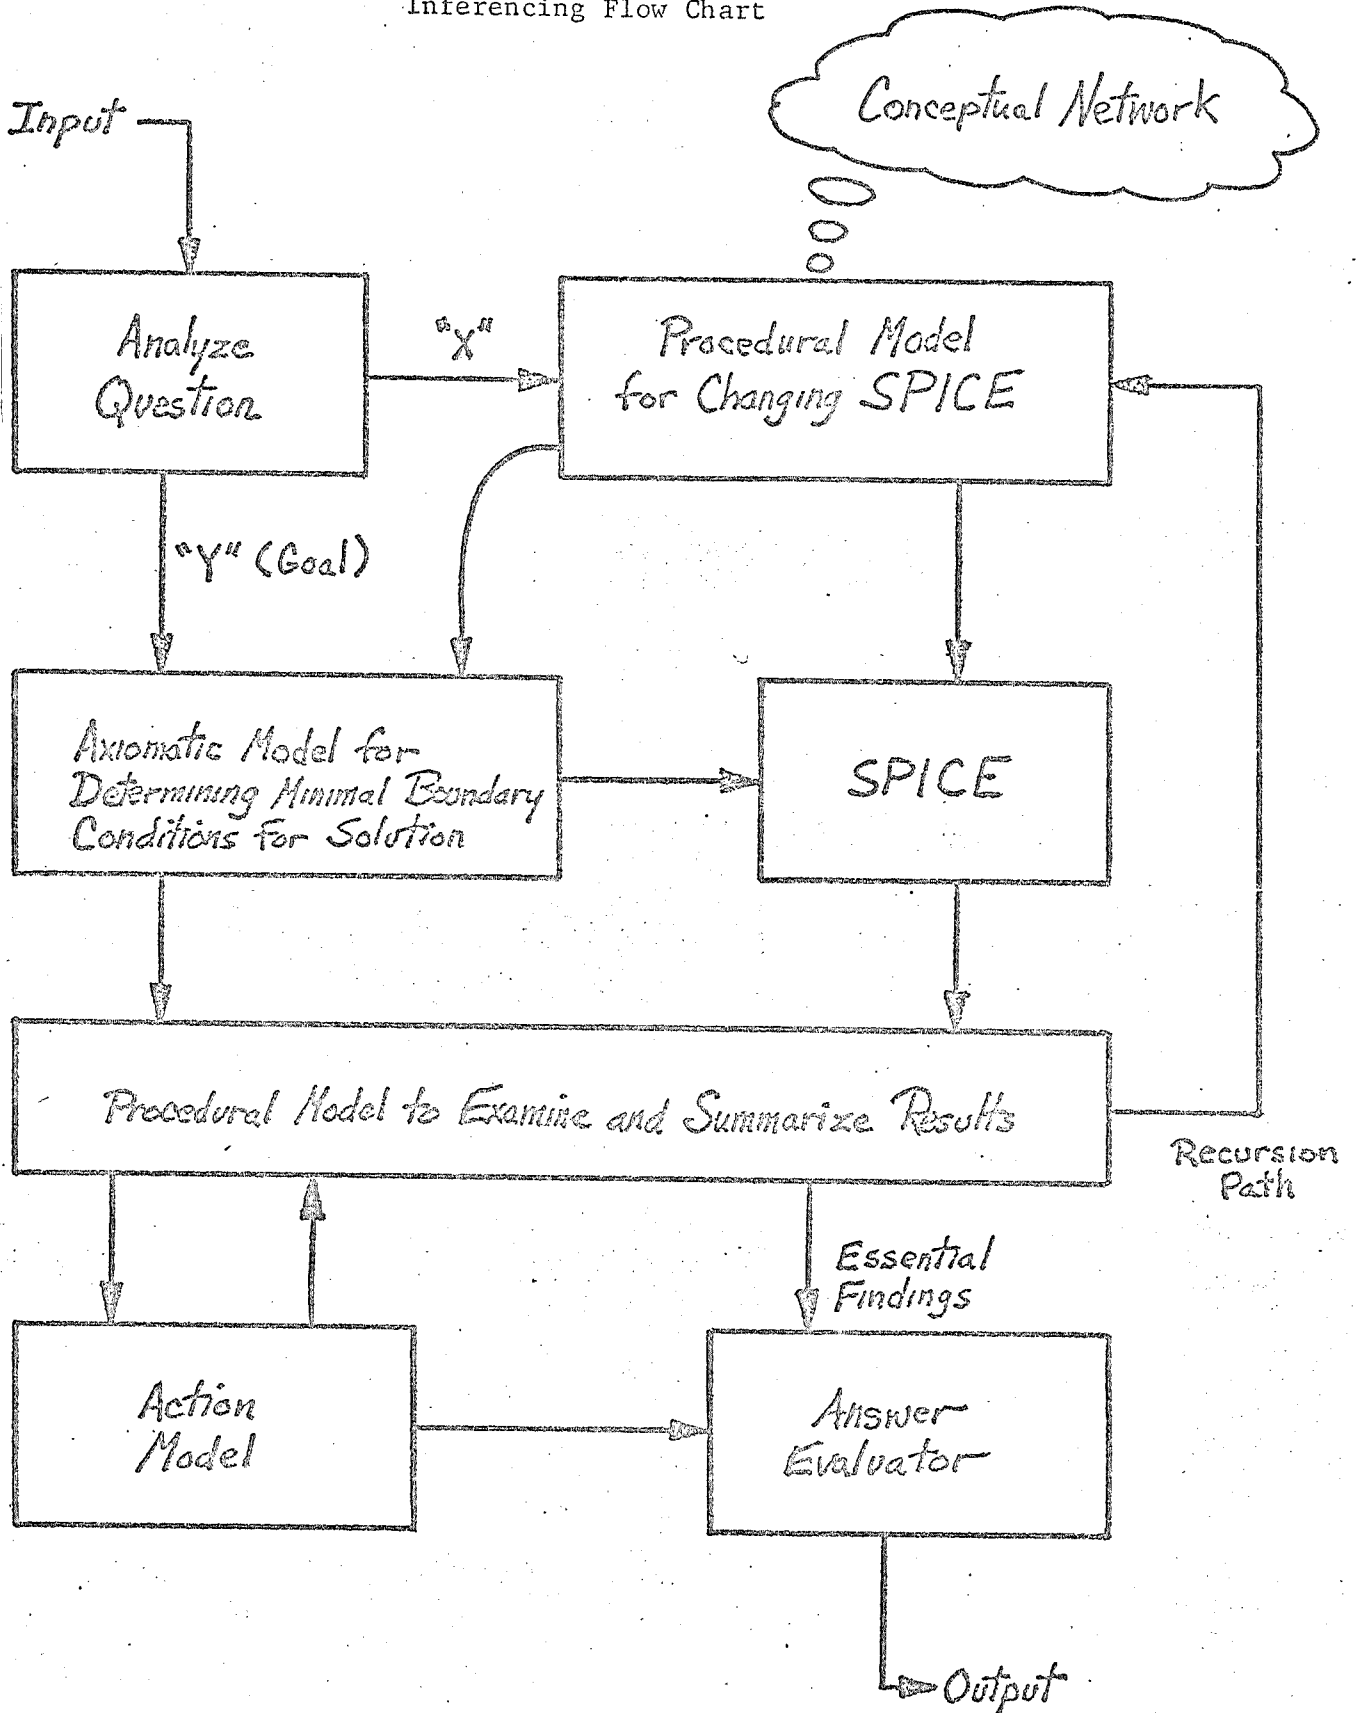 Inferencing Flow Chart
Conceptual Network
Input
Analyze
Question
"X"
Procedural Model
for Changing SPICE
"Y" (Goal)
Axiomatic Model for
Determining Minimal Boundary
Conditions for Solution
SPICE
Procedural Model to Examine and Summarize Results
Recursion
Path
Essential
Findings
Action
Model
Answer
Evaluator
Output